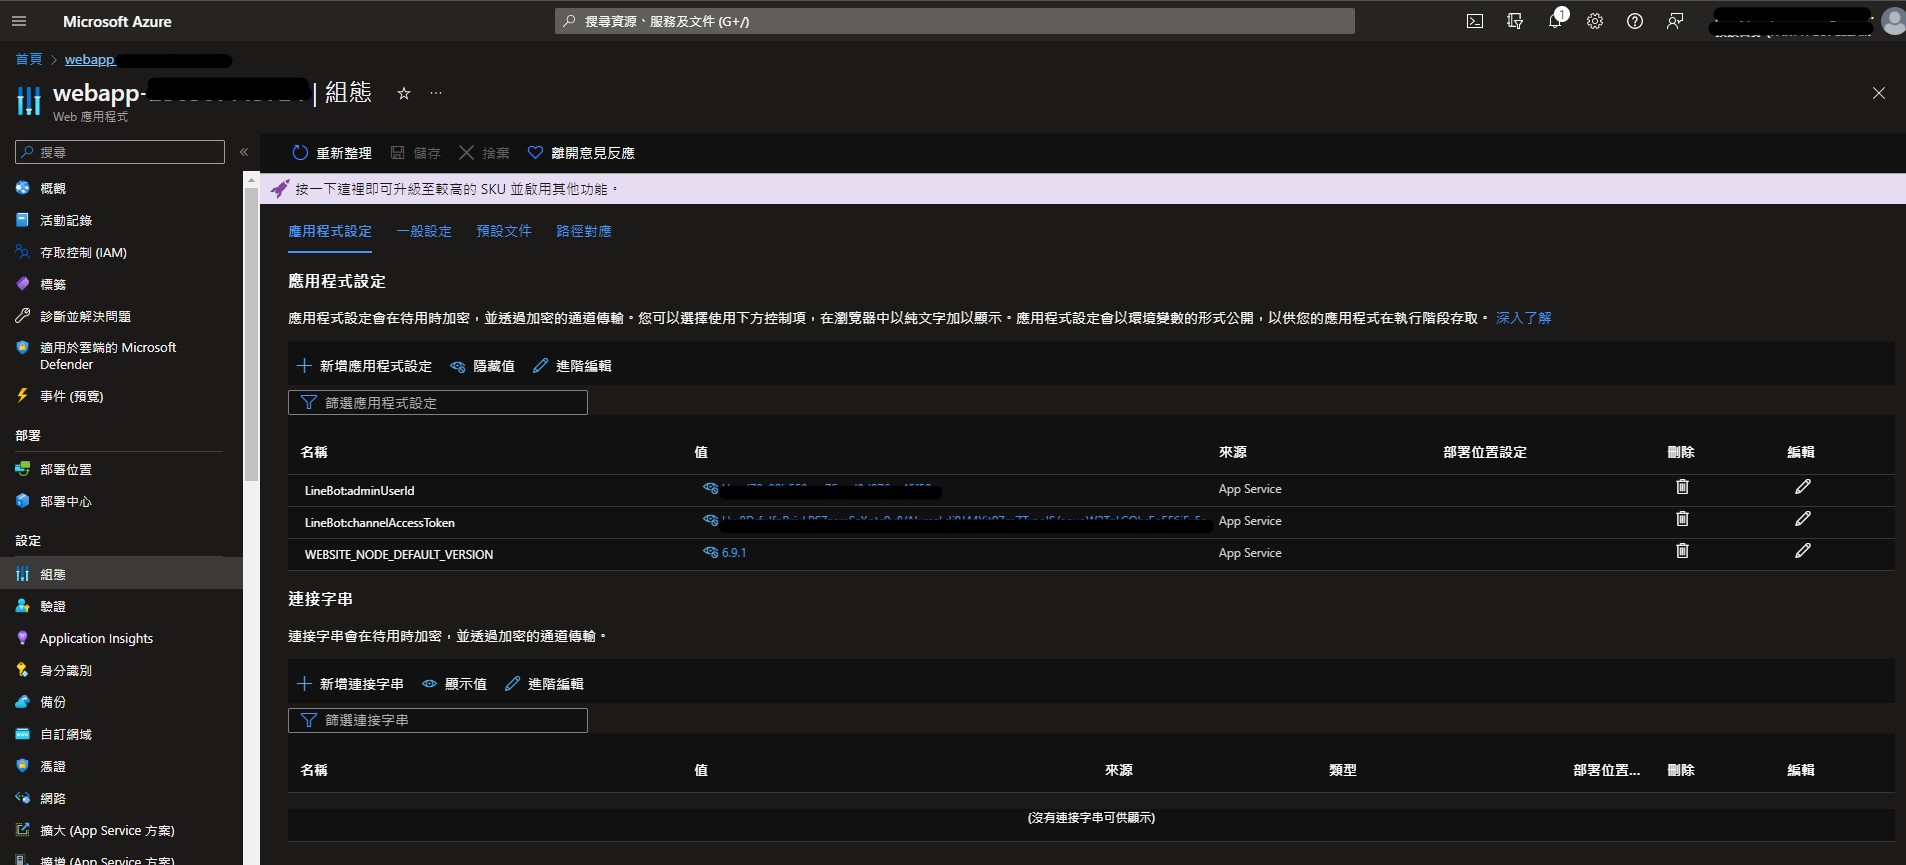 Microsoft Azure
搜尋資源、服務及文件 (G+/)
1
首頁 > webapp
webapp- | 組態
Web 應用程式
搜尋
«
概觀
活動記錄
存取控制 (IAM)
標籤
診斷並解決問題
適用於雲端的 Microsoft
Defender
事件 (預覽)
部署
部署位置
部署中心
設定
組態
驗證
Application Insights
身分識別
備份
自訂網域
憑證
網路
擴大 (App Service 方案)
擴增 (App Service 方案)
重新整理 儲存 捨棄 離開意見反應
按一下這裡即可升級至較高的 SKU 並啟用其他功能。
應用程式設定 一般設定 預設文件 路徑對應
應用程式設定
應用程式設定會在待用時加密，並透過加密的通道傳輸。您可以選擇使用下方控制項，在瀏覽器中以純文字加以顯示。應用程式設定會以環境變數的形式公開，以供您的應用程式在執行階段存取。 深入了解
新增應用程式設定 隱藏值 進階編輯
篩選應用程式設定
名稱 值 來源 部署位置設定 刪除 編輯
LineBot:adminUserId App Service
LineBot:channelAccessToken App Service
WEBSITE_NODE_DEFAULT_VERSION 6.9.1 App Service
連接字串
連接字串會在待用時加密，並透過加密的通道傳輸。
新增連接字串 顯示值 進階編輯
篩選連接字串
名稱 值 來源 類型 部署位置... 刪除 編輯
(沒有連接字串可供顯示)